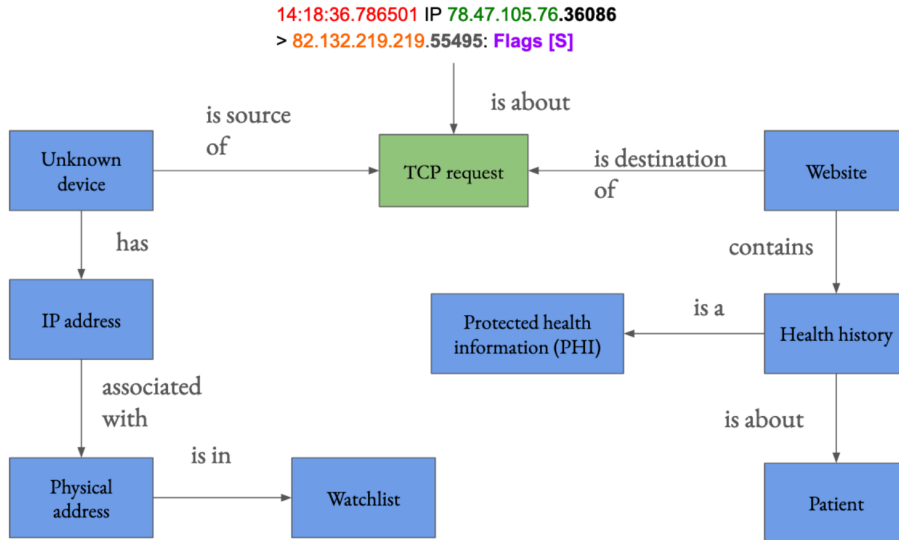 14:18:36.786501 IP 78.47.105.76.36086
> 82.132.219.219.55495: Flags [S]
is about
is source
of
is destination
of
Unknown
device
TCP request
Website
has
contains
IP address
Protected health
information (PHI)
is a
Health history
associated
with
is about
is in
Physical
address
Watchlist
Patient